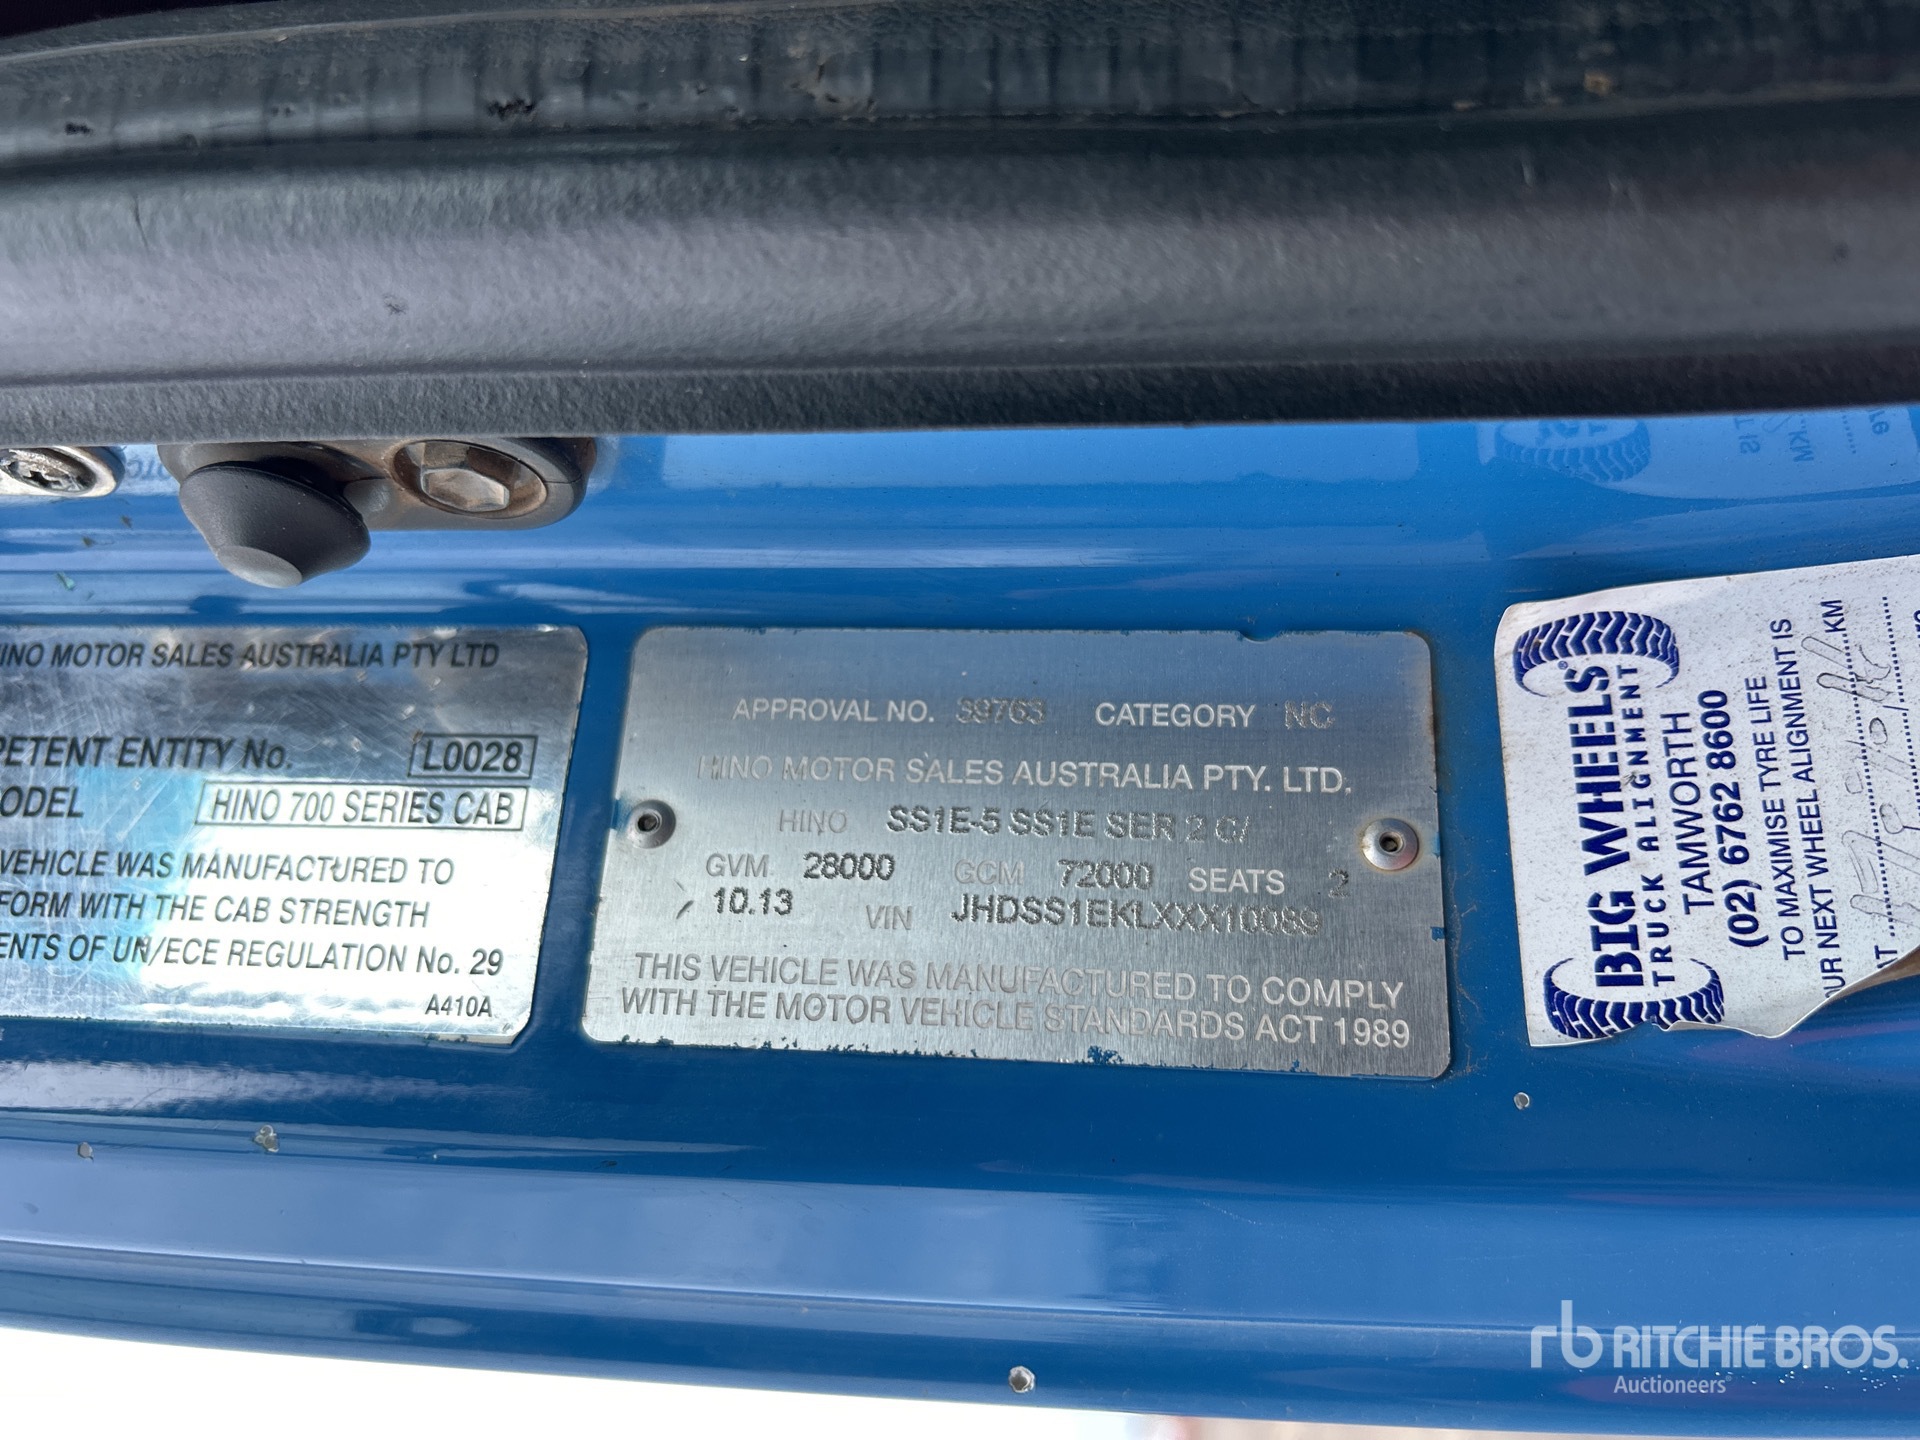 INO MOTOR SALES AUSTRALIA PTY LTD
PETENT ENTITY No. L0028
ODEL HINO 700 SERIES CAB
VEHICLE WAS MANUFACTURED TO
FORM WITH THE CAB STRENGTH
ENTS OF UN/ECE REGULATION No. 29
A410A
APPROVAL NO. 39763 CATEGORY NC
HINO MOTOR SALES AUSTRALIA PTY. LTD.
HINO SS1E-5 SS1E SER 2 C/
GVM 28000 GCM 72000 SEATS 2
10.13 VIN JHDSS1EKLXXX10089
THIS VEHICLE WAS MANUFACTURED TO COMPLY
WITH THE MOTOR VEHICLE STANDARDS ACT 1989
BIG WHEELS
TRUCK ALIGNMENT
TAMWORTH
(02) 6762 8600
TO MAXIMISE TYRE LIFE
OUR NEXT WHEEL ALIGNMENT IS
AT KM
rb RITCHIE BROS.
Auctioneers